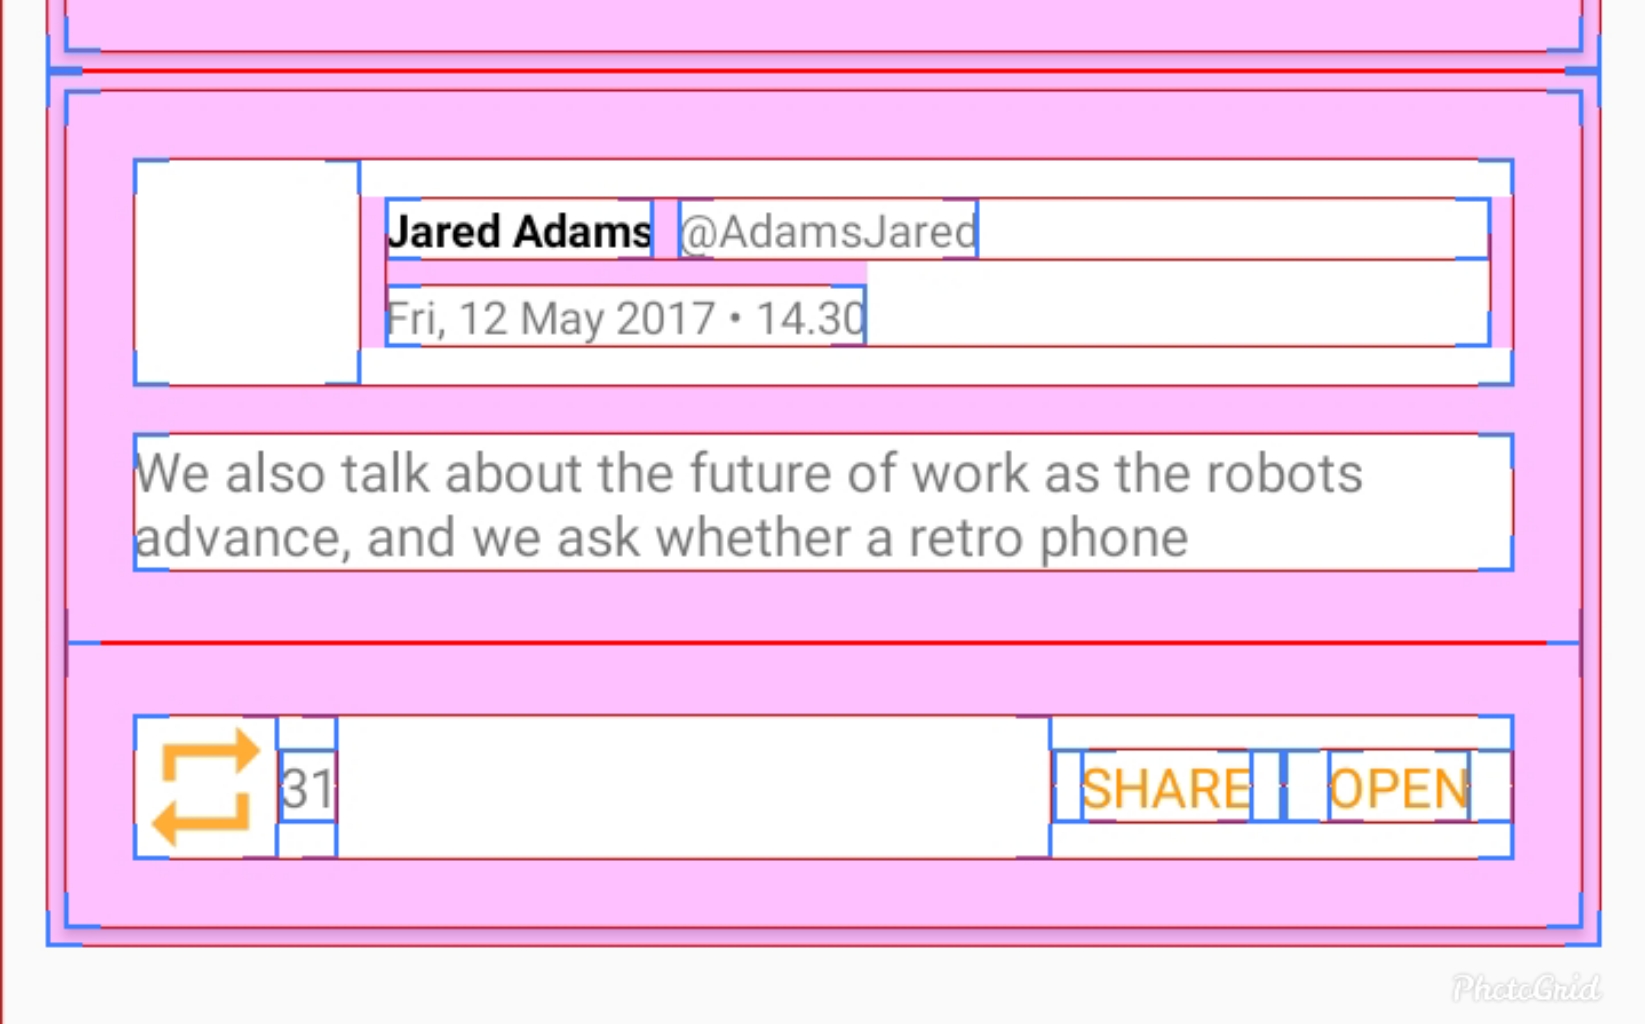 Jared Adams @AdamsJared
Fri, 12 May 2017 • 14.30
We also talk about the future of work as the robots
advance, and we ask whether a retro phone
31 SHARE OPEN
PhotoGrid